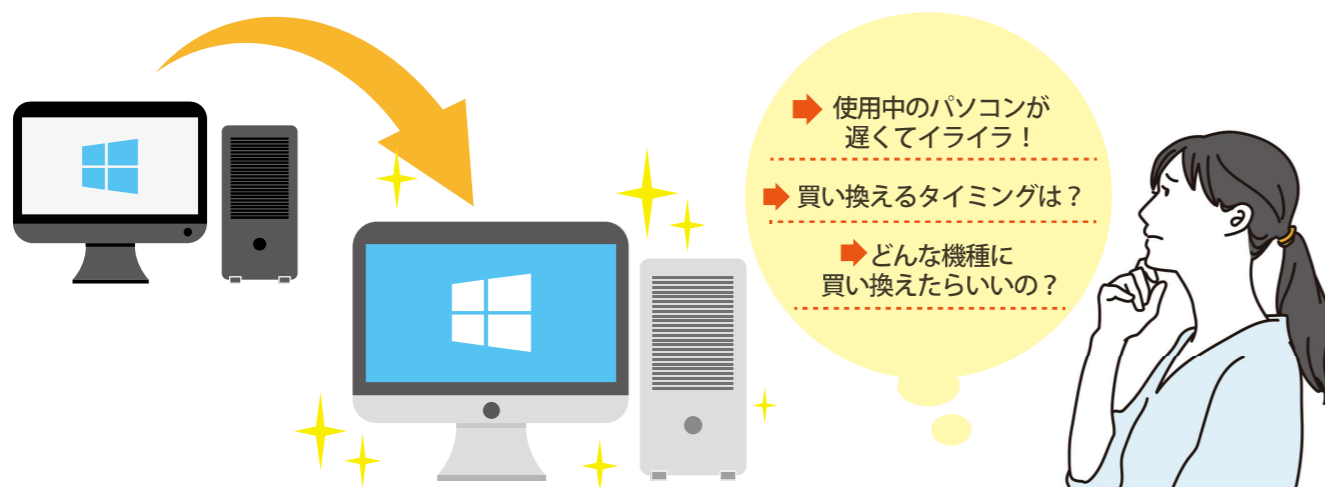 使用中のパソコンが
遅くてイライラ！
買い換えるタイミングは？
どんな機種に
買い換えたらいいの？